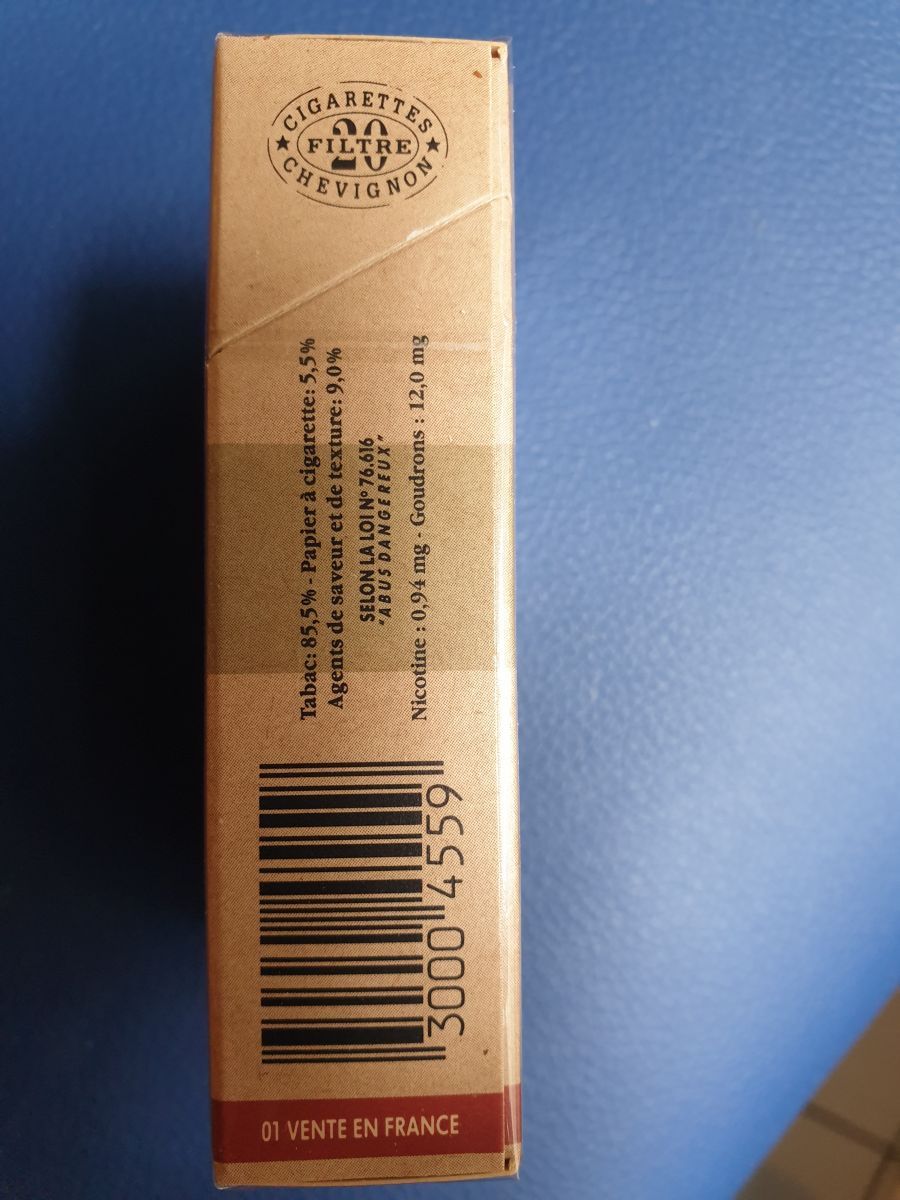 CIGARETTES
20
FILTRE
CHEVIGNON
Tabac: 85,5% - Papier à cigarette: 5,5%
Agents de saveur et de texture: 9,0%
SELON LA LOI Nº 76.616
"ABUS DANGEREUX"
Nicotine : 0,94 mg - Goudrons : 12,0 mg
3000 4559
01 VENTE EN FRANCE